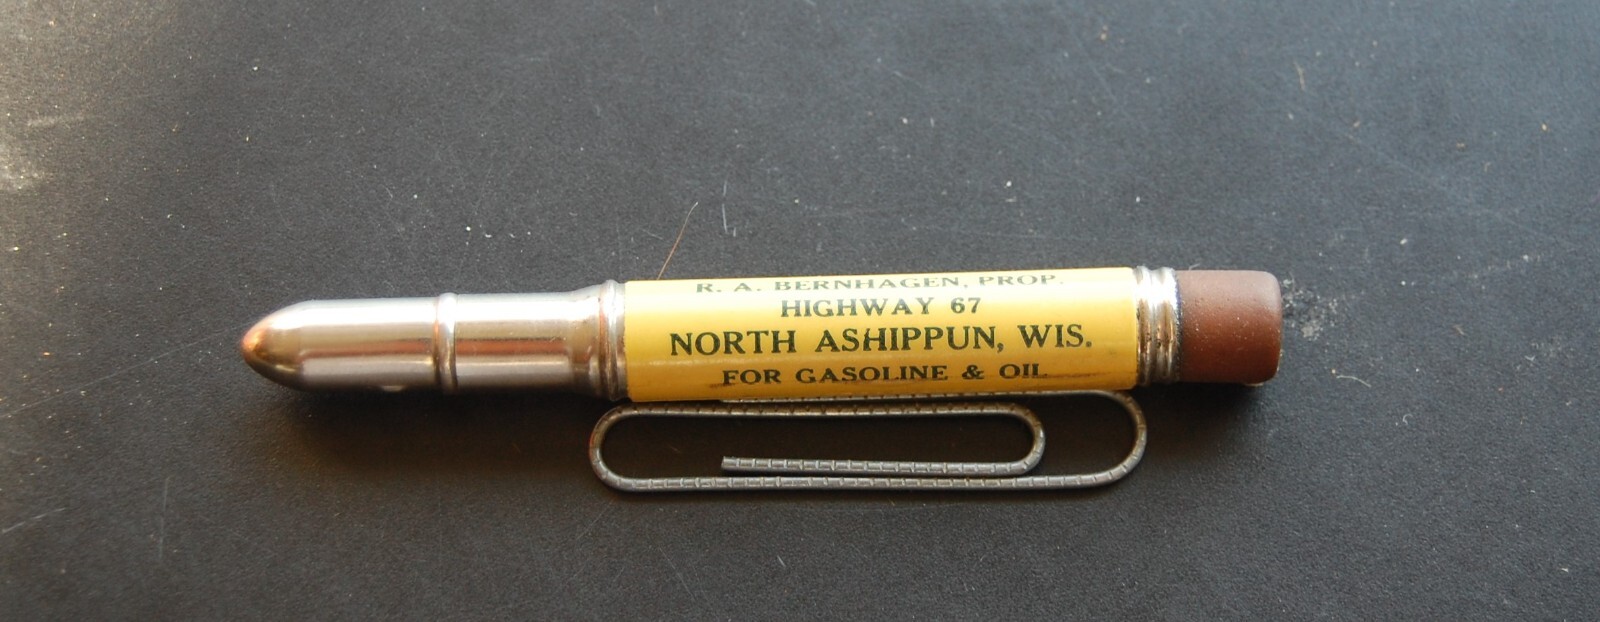 R. A. BERNHAGEN, PROP.
HIGHWAY 67
NORTH ASHIPPUN, WIS.
FOR GASOLINE & OIL